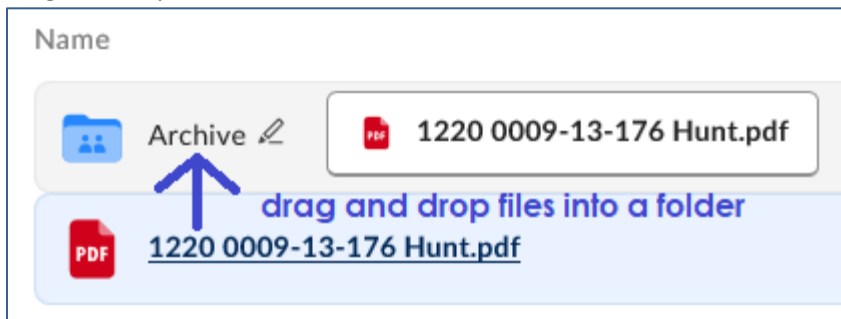 Name
Archive
PDF 1220 0009-13-176 Hunt.pdf
drag and drop files into a folder
PDF 1220 0009-13-176 Hunt.pdf